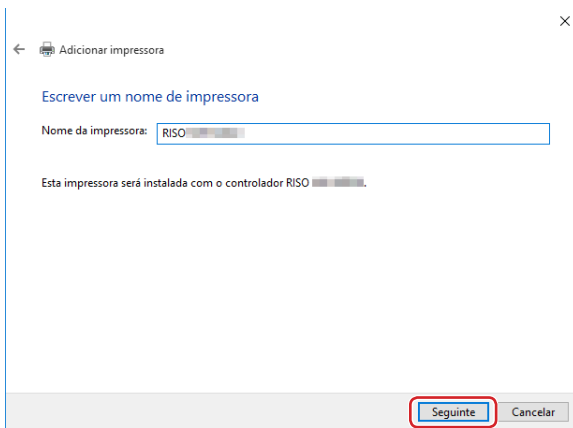 Adicionar impressora
Escrever um nome de impressora
Nome da impressora: RISO
Esta impressora será instalada com o controlador RISO .
Seguinte Cancelar